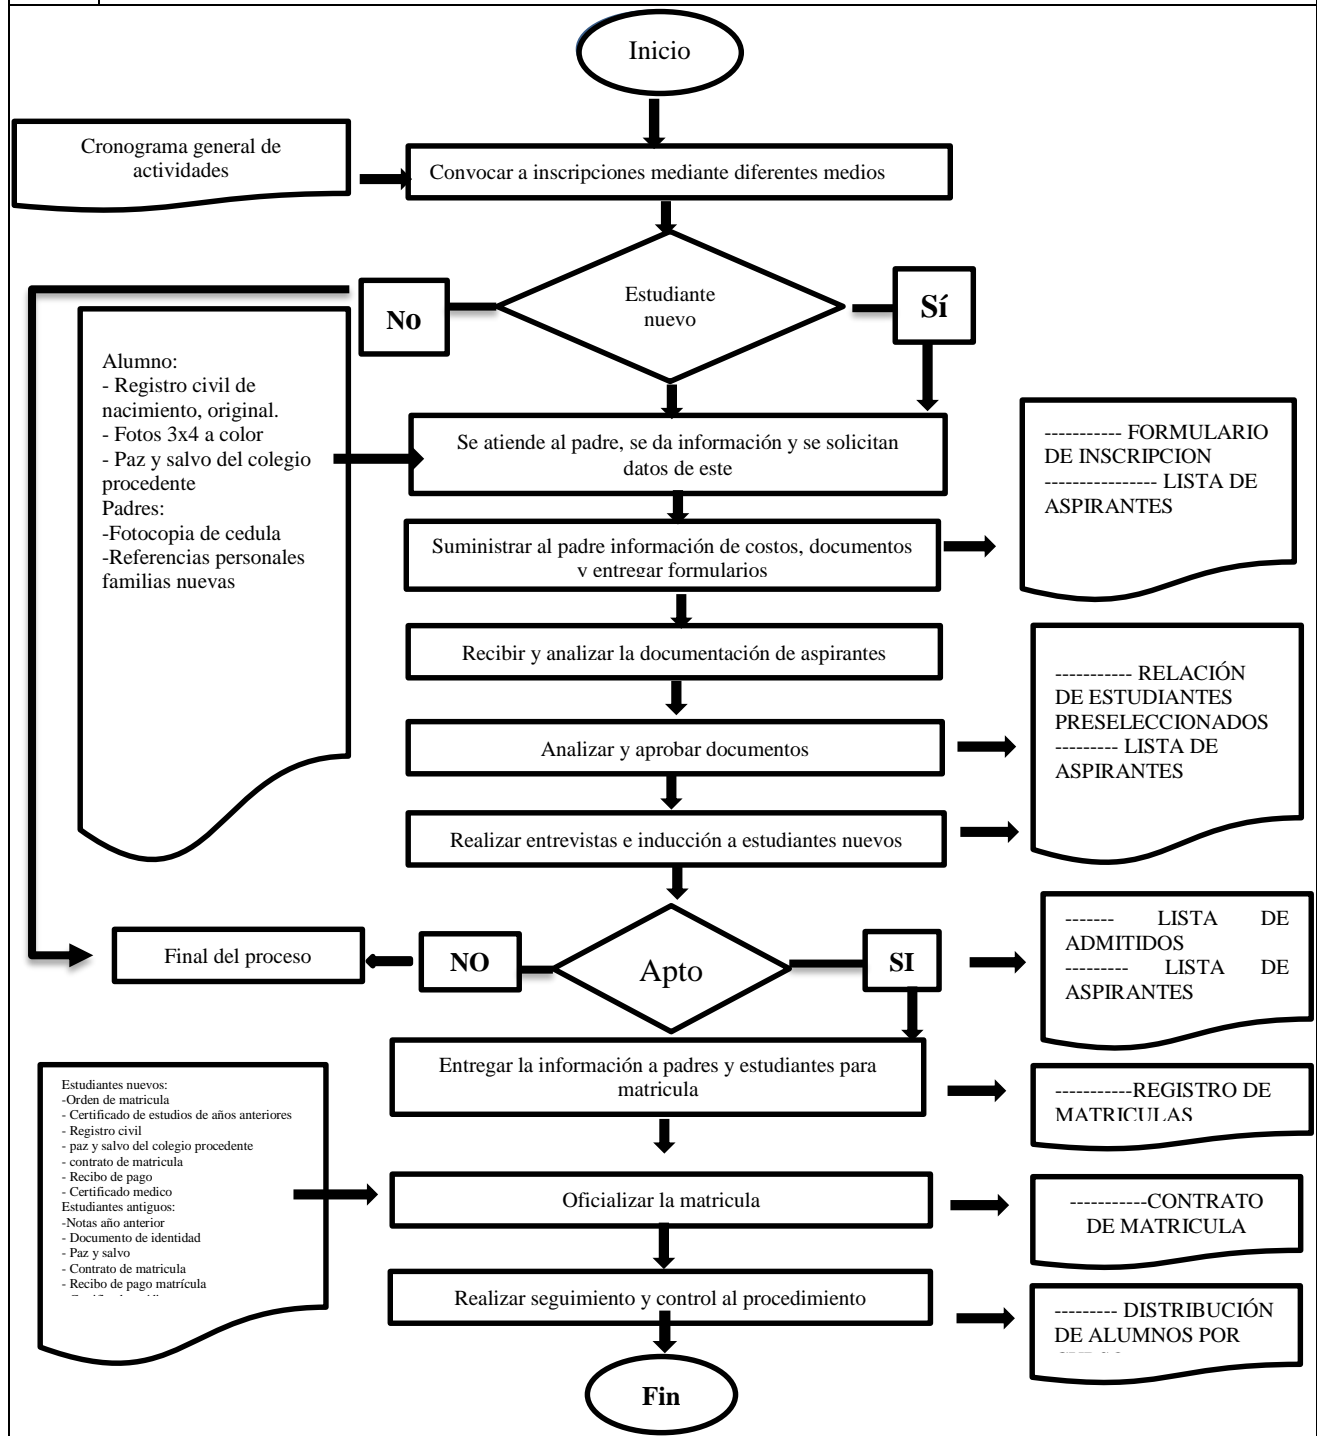 Inicio
Cronograma general de
actividades
Convocar a inscripciones mediante diferentes medios
Estudiante
nuevo
No
Sí
Alumno:
- Registro civil de
nacimiento, original.
- Fotos 3x4 a color
- Paz y salvo del colegio
procedente
Padres:
-Fotocopia de cedula
-Referencias personales
familias nuevas
Se atiende al padre, se da información y se solicitan
datos de este
----------- FORMULARIO
DE INSCRIPCION
---------------- LISTA DE
ASPIRANTES
Suministrar al padre información de costos, documentos
y entregar formularios
Recibir y analizar la documentación de aspirantes
----------- RELACIÓN
DE ESTUDIANTES
PRESELECCIONADOS
--------- LISTA DE
ASPIRANTES
Analizar y aprobar documentos
Realizar entrevistas e inducción a estudiantes nuevos
Final del proceso
NO
Apto
SI
------- LISTA DE
ADMITIDOS
--------- LISTA DE
ASPIRANTES
Entregar la información a padres y estudiantes para
matricula
-----------REGISTRO DE
MATRICULAS
Estudiantes nuevos:
-Orden de matricula
- Certificado de estudios de años anteriores
- Registro civil
- paz y salvo del colegio procedente
- contrato de matricula
- Recibo de pago
- Certificado medico
Estudiantes antiguos:
-Notas año anterior
- Documento de identidad
- Paz y salvo
- Contrato de matricula
- Recibo de pago matrícula
Oficializar la matricula
-----------CONTRATO
DE MATRICULA
Realizar seguimiento y control al procedimiento
--------- DISTRIBUCIÓN
DE ALUMNOS POR
Fin